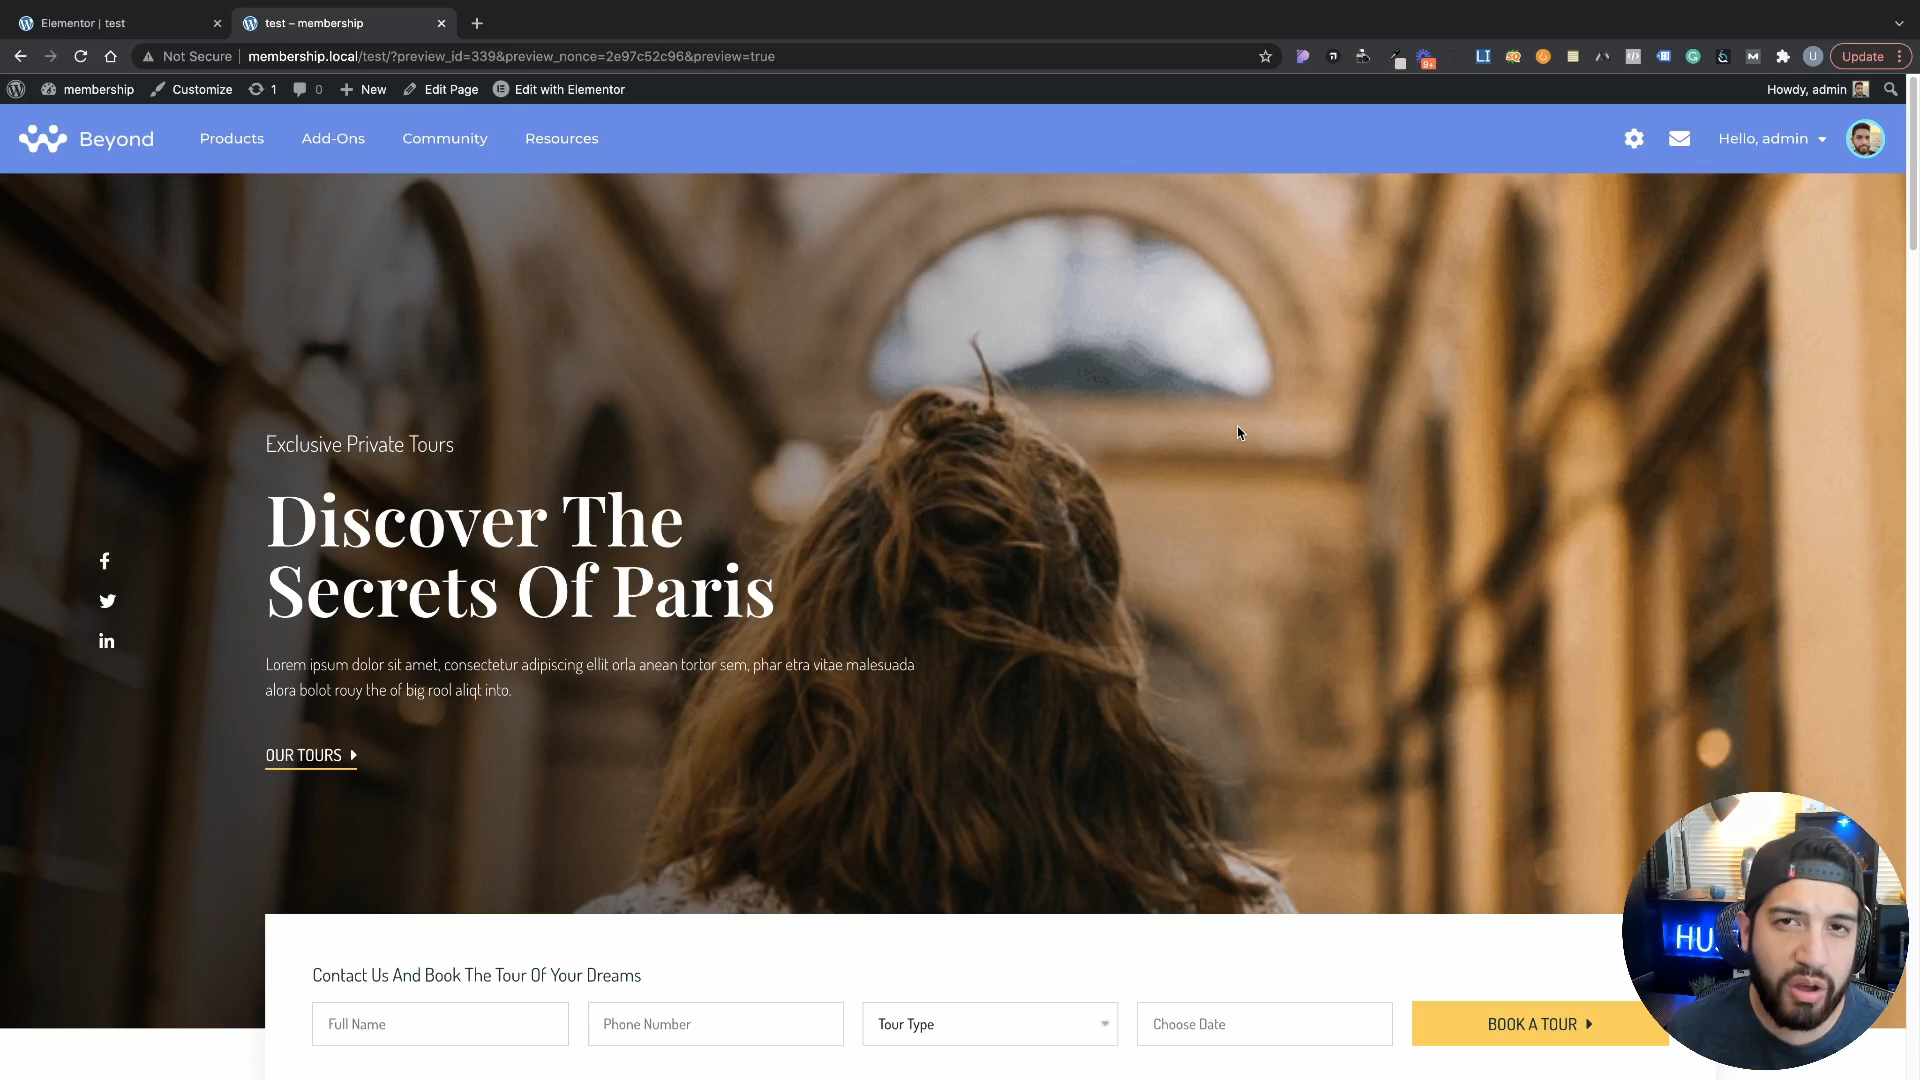 Elementor | test
test – membership
Not Secure
membership.local/test/?preview_id=339&preview_nonce=2e97c52c96&preview=true
9+
LI
M
U
Update
membership
Customize
1
0
New
Edit Page
Edit with Elementor
Howdy, admin
Beyond
Products
Add-Ons
Community
Resources
Hello, admin
Exclusive Private Tours
Discover The
Secrets Of Paris
Lorem ipsum dolor sit amet, consectetur adipiscing ellit orla anean tortor sem, phar etra vitae malesuada
alora bolot rouy the of big rool aliqt into.
OUR TOURS
Contact Us And Book The Tour Of Your Dreams
Full Name
Phone Number
Tour Type
Choose Date
BOOK A TOUR
HU